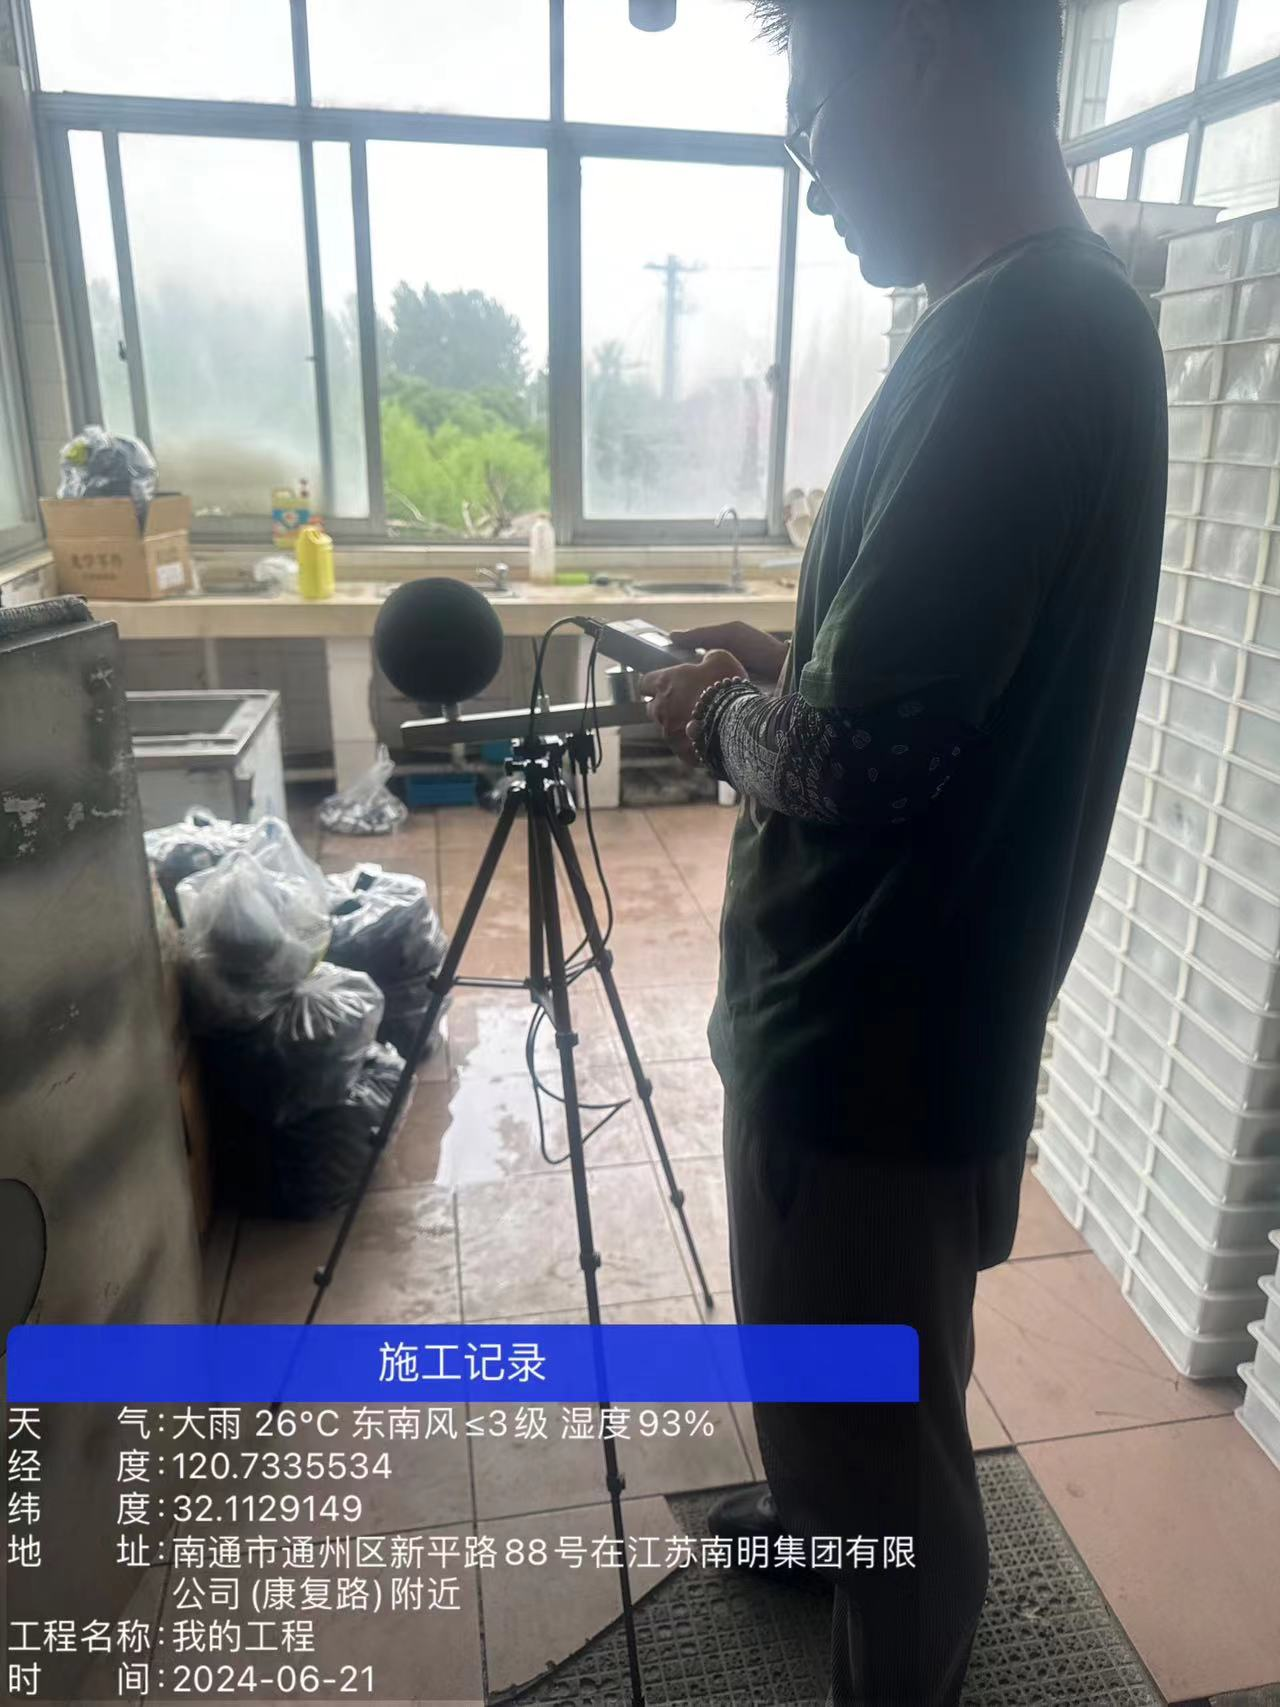 施工记录
天 气:大雨 26℃ 东南风≤3级 湿度93%
经 度:120.7335534
纬 度:32.1129149
地 址:南通市通州区新平路88号在江苏南明集团有限
公司(康复路)附近
工程名称:我的工程
时 间:2024-06-21